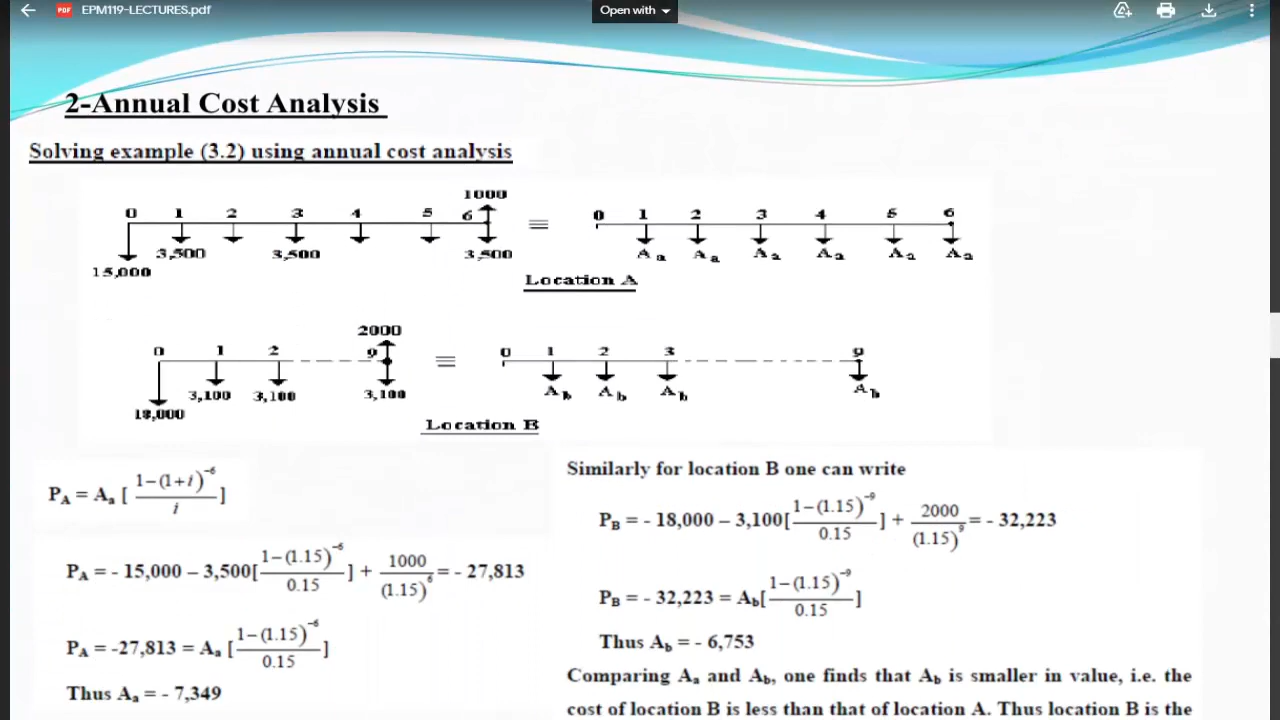 EPM119-LECTURES.pdf
Open with
2-Annual Cost Analysis
Solving example (3.2) using annual cost analysis
1000
0 1 2 3 4 5 6
3,500 3,500 3,500
15,000
≡
0 1 2 3 4 5 6
Aa Aa Aa Aa Aa Aa
Location A
2000
0 1 2 9
3,100 3,100 3,100
18,000
≡
0 1 2 3 9
Ab Ab Ab Ab
Location B
PA = Aa [ (1−(1+i)^−6)/i ]
PA = - 15,000 – 3,500[ (1−(1.15)^−6)/0.15 ] + 1000/(1.15)^6 = - 27,813
PA = -27,813 = Aa [ (1−(1.15)^−6)/0.15 ]
Thus Aa = - 7,349
Similarly for location B one can write
PB = - 18,000 – 3,100[ (1−(1.15)^−9)/0.15 ] + 2000/(1.15)^9 = - 32,223
PB = - 32,223 = Ab[ (1−(1.15)^−9)/0.15 ]
Thus Ab = - 6,753
Comparing Aa and Ab, one finds that Ab is smaller in value, i.e. the
cost of location B is less than that of location A. Thus location B is the